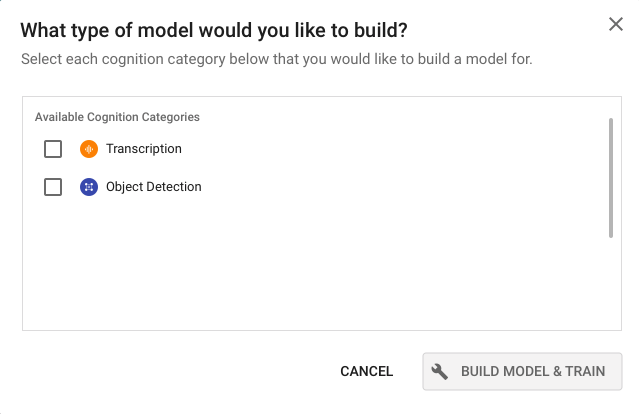 What type of model would you like to build?
Select each cognition category below that you would like to build a model for.
Available Cognition Categories
Transcription
Object Detection
CANCEL
BUILD MODEL & TRAIN